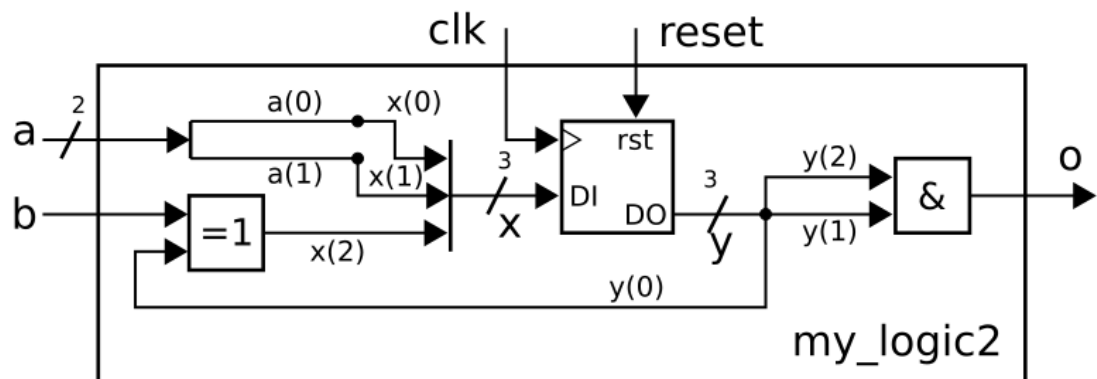 clk
reset
2
a
a(0)
x(0)
a(1)
x(1)
b
=1
x(2)
3
x
rst
DI
DO
3
y
y(2)
y(1)
&
o
y(0)
my_logic2